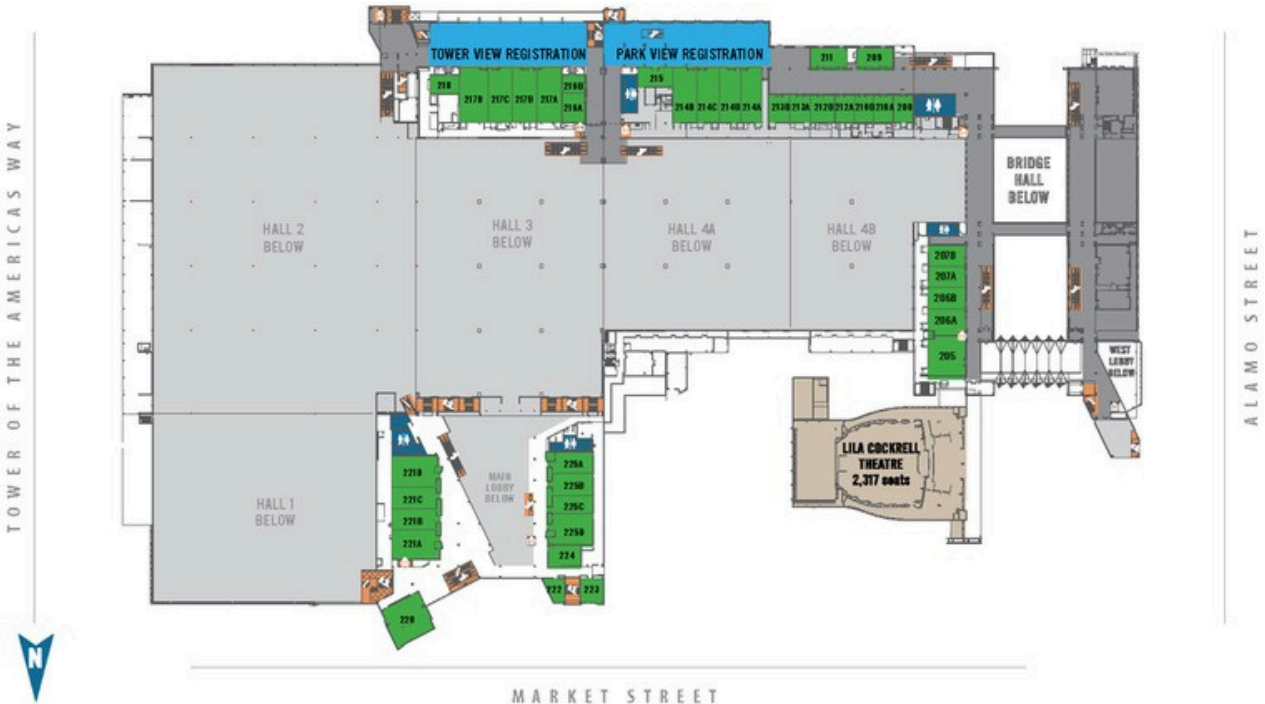 TOWER VIEW REGISTRATION
PARK VIEW REGISTRATION
211
209
218
217D
217C
217B
217A
216B
216A
215
214D
214C
214B
214A
213B
213A
212B
212A
210B
210A
208
BRIDGE
HALL
BELOW
HALL 2
BELOW
HALL 3
BELOW
HALL 4A
BELOW
HALL 4B
BELOW
207B
207A
206B
206A
205
WEST
LOBBY
BELOW
LILA COCKRELL
THEATRE
2,317 seats
HALL 1
BELOW
221D
221C
221B
221A
MAIN
LOBBY
BELOW
225A
225B
225C
225D
224
222
223
220
TOWER OF THE AMERICAS WAY
ALAMO STREET
N
MARKET STREET